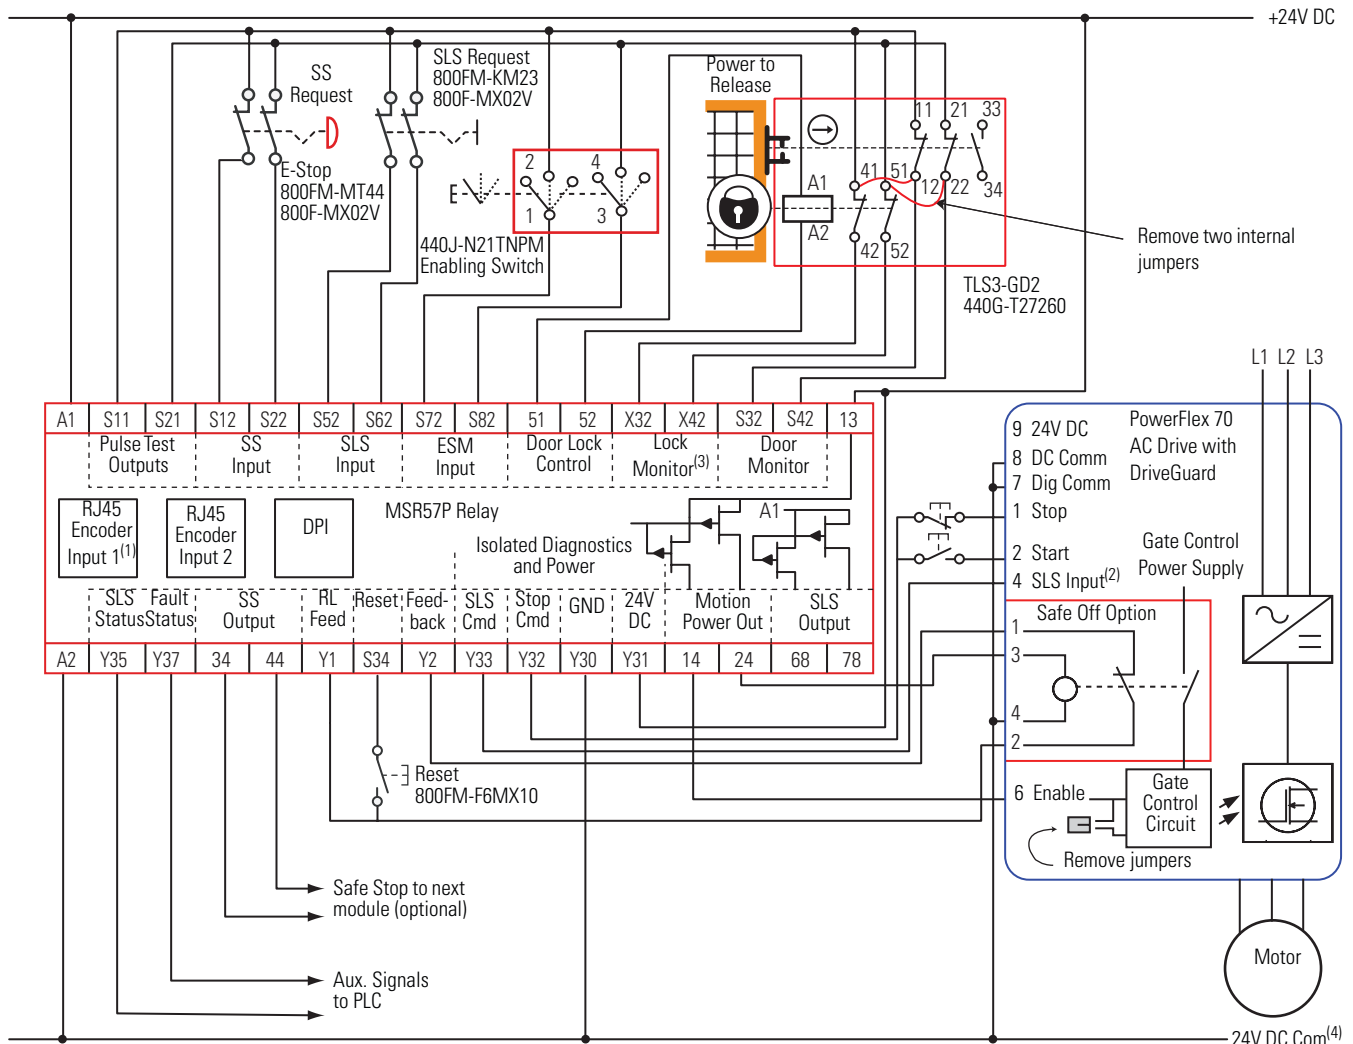 +24V DC
SS
Request
SLS Request
800FM-KM23
800F-MX02V
Power to
Release
E-Stop
800FM-MT44
800F-MX02V
2
4
1
3
440J-N21TNPM
Enabling Switch
11 21 33
41 51
12 22 34
A1
A2
42 52
Remove two internal
jumpers
TLS3-GD2
440G-T27260
L1 L2 L3
A1 S11 S21 S12 S22 S52 S62 S72 S82 51 52 X32 X42 S32 S42 13
Pulse Test
Outputs
SS
Input
SLS
Input
ESM
Input
Door Lock
Control
Lock
Monitor(3)
Door
Monitor
RJ45
Encoder
Input 1(1)
RJ45
Encoder
Input 2
DPI
MSR57P Relay
A1
Isolated Diagnostics
and Power
SLS
Status
Fault
Status
SS
Output
RL
Feed
Reset
Feed-
back
SLS
Cmd
Stop
Cmd
GND
24V
DC
Motion
Power Out
SLS
Output
A2 Y35 Y37 34 44 Y1 S34 Y2 Y33 Y32 Y30 Y31 14 24 68 78
PowerFlex 70
AC Drive with
DriveGuard
9 24V DC
8 DC Comm
7 Dig Comm
1 Stop
2 Start
4 SLS Input(2)
Gate Control
Power Supply
Safe Off Option
1
3
4
2
6 Enable
Gate
Control
Circuit
Remove jumpers
Reset
800FM-F6MX10
Safe Stop to next
module (optional)
Aux. Signals
to PLC
Motor
24V DC Com(4)